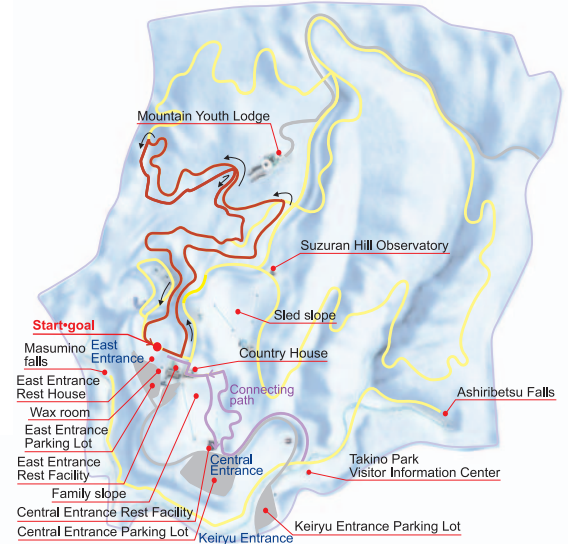 Mountain Youth Lodge
Suzuran Hill Observatory
Sled slope
Start•goal
East
Entrance
Masumino
falls
Country House
East Entrance
Rest House
Wax room
Connecting
path
Ashiribetsu Falls
East Entrance
Parking Lot
East Entrance
Rest Facility
Central
Entrance
Takino Park
Visitor Information Center
Family slope
Central Entrance Rest Facility
Central Entrance Parking Lot
Keiryu Entrance
Keiryu Entrance Parking Lot